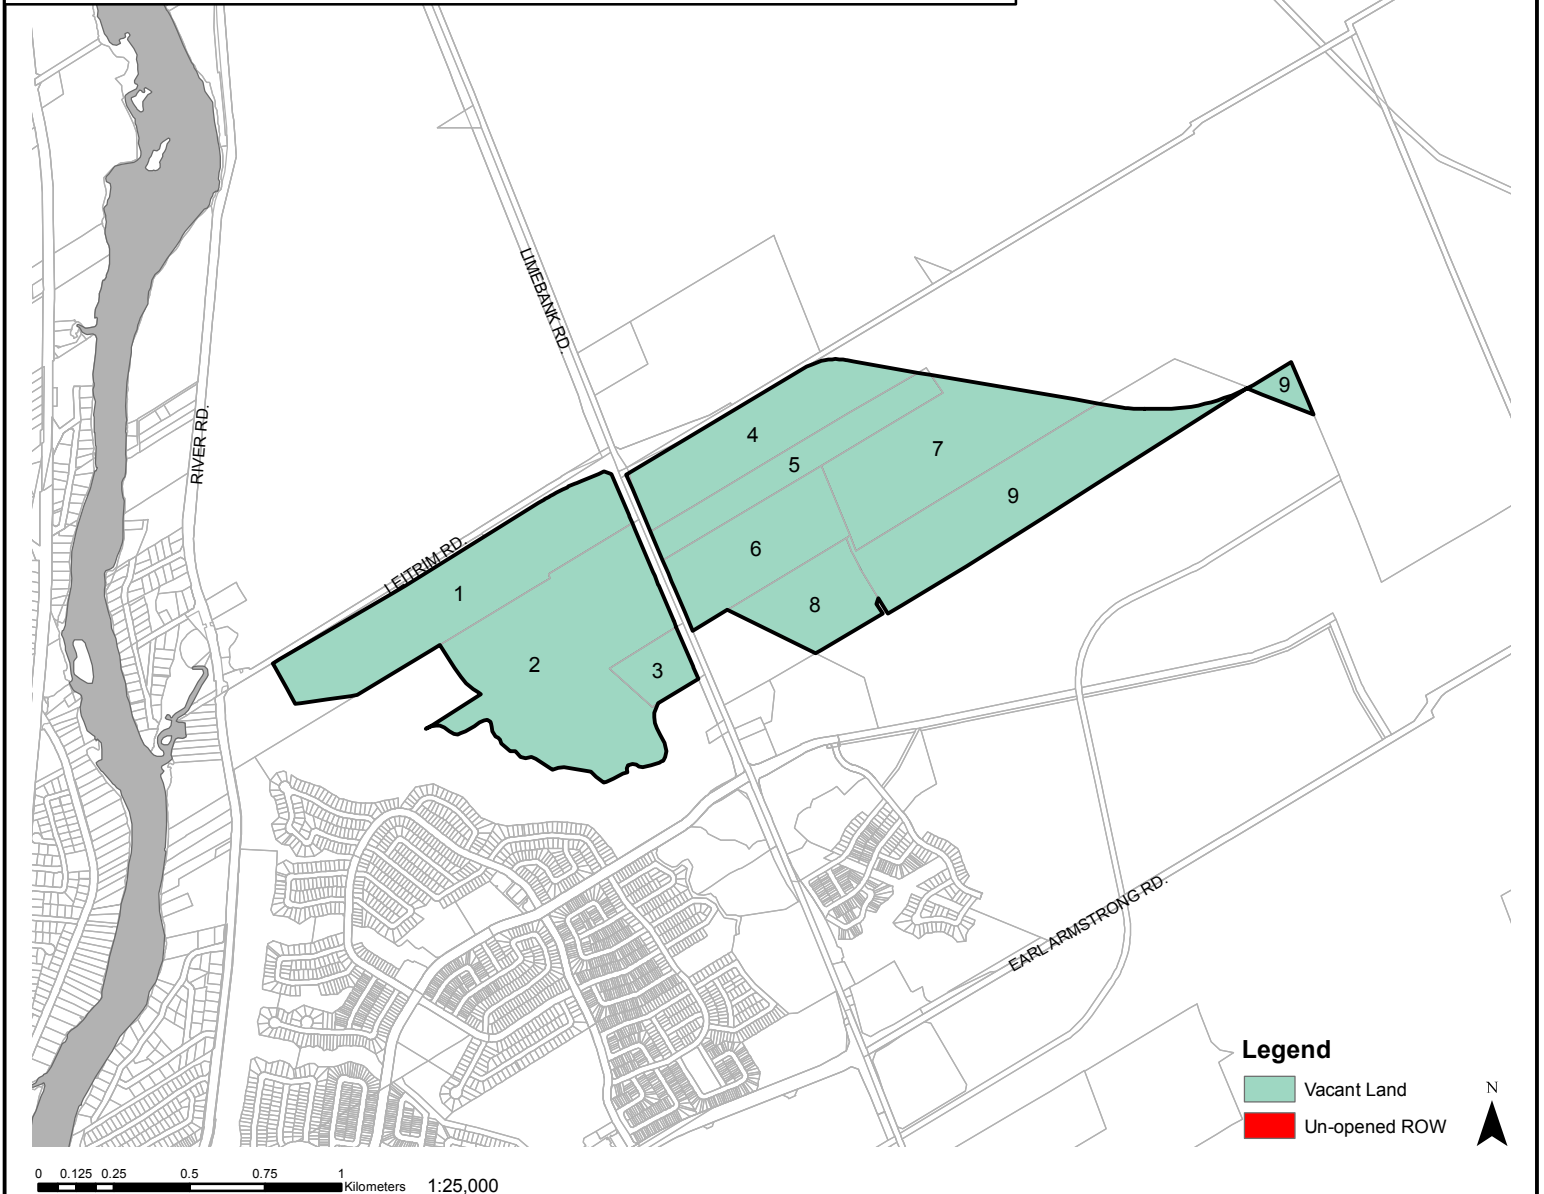 LIMEBANK RD.
RIVER RD.
LEITRIM RD.
9
4
5
7
9
6
1
8
2
3
EARL ARMSTRONG RD.
Legend
Vacant Land
Un-opened ROW
N
0 0.125 0.25 0.5 0.75 1
Kilometers 1:25,000